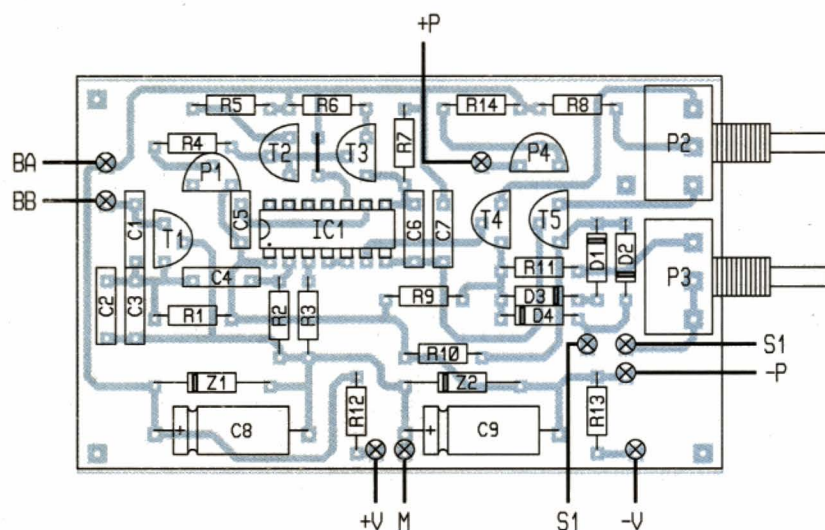 +P
R5
R6
R14
R8
P2
R4
T2
T3
R7
P4
BA
P1
BB
C1
T1
C5
IC1
C6
C7
T4
T5
D1
D2
P3
C2
C3
C4
R2
R3
R9
R11
D3
D4
R1
R10
S1
-P
Z1
R12
Z2
R13
C8
C9
+
+
+V
M
S1
-V